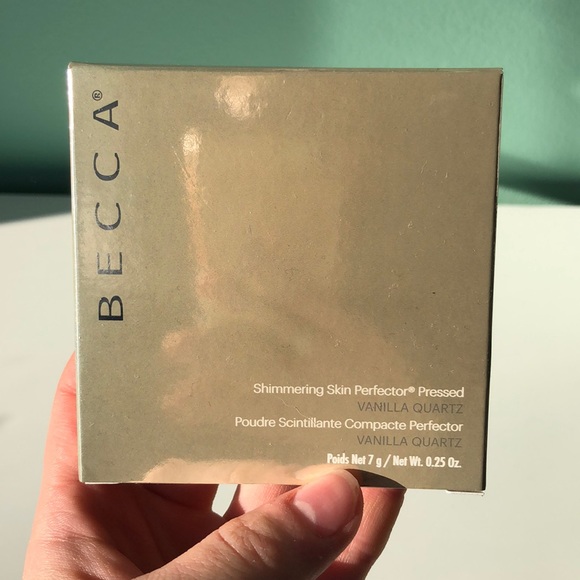 BECCA®
Shimmering Skin Perfector® Pressed
VANILLA QUARTZ
Poudre Scintillante Compacte Perfector
VANILLA QUARTZ
Poids Net 7 g / Net Wt. 0.25 Oz.